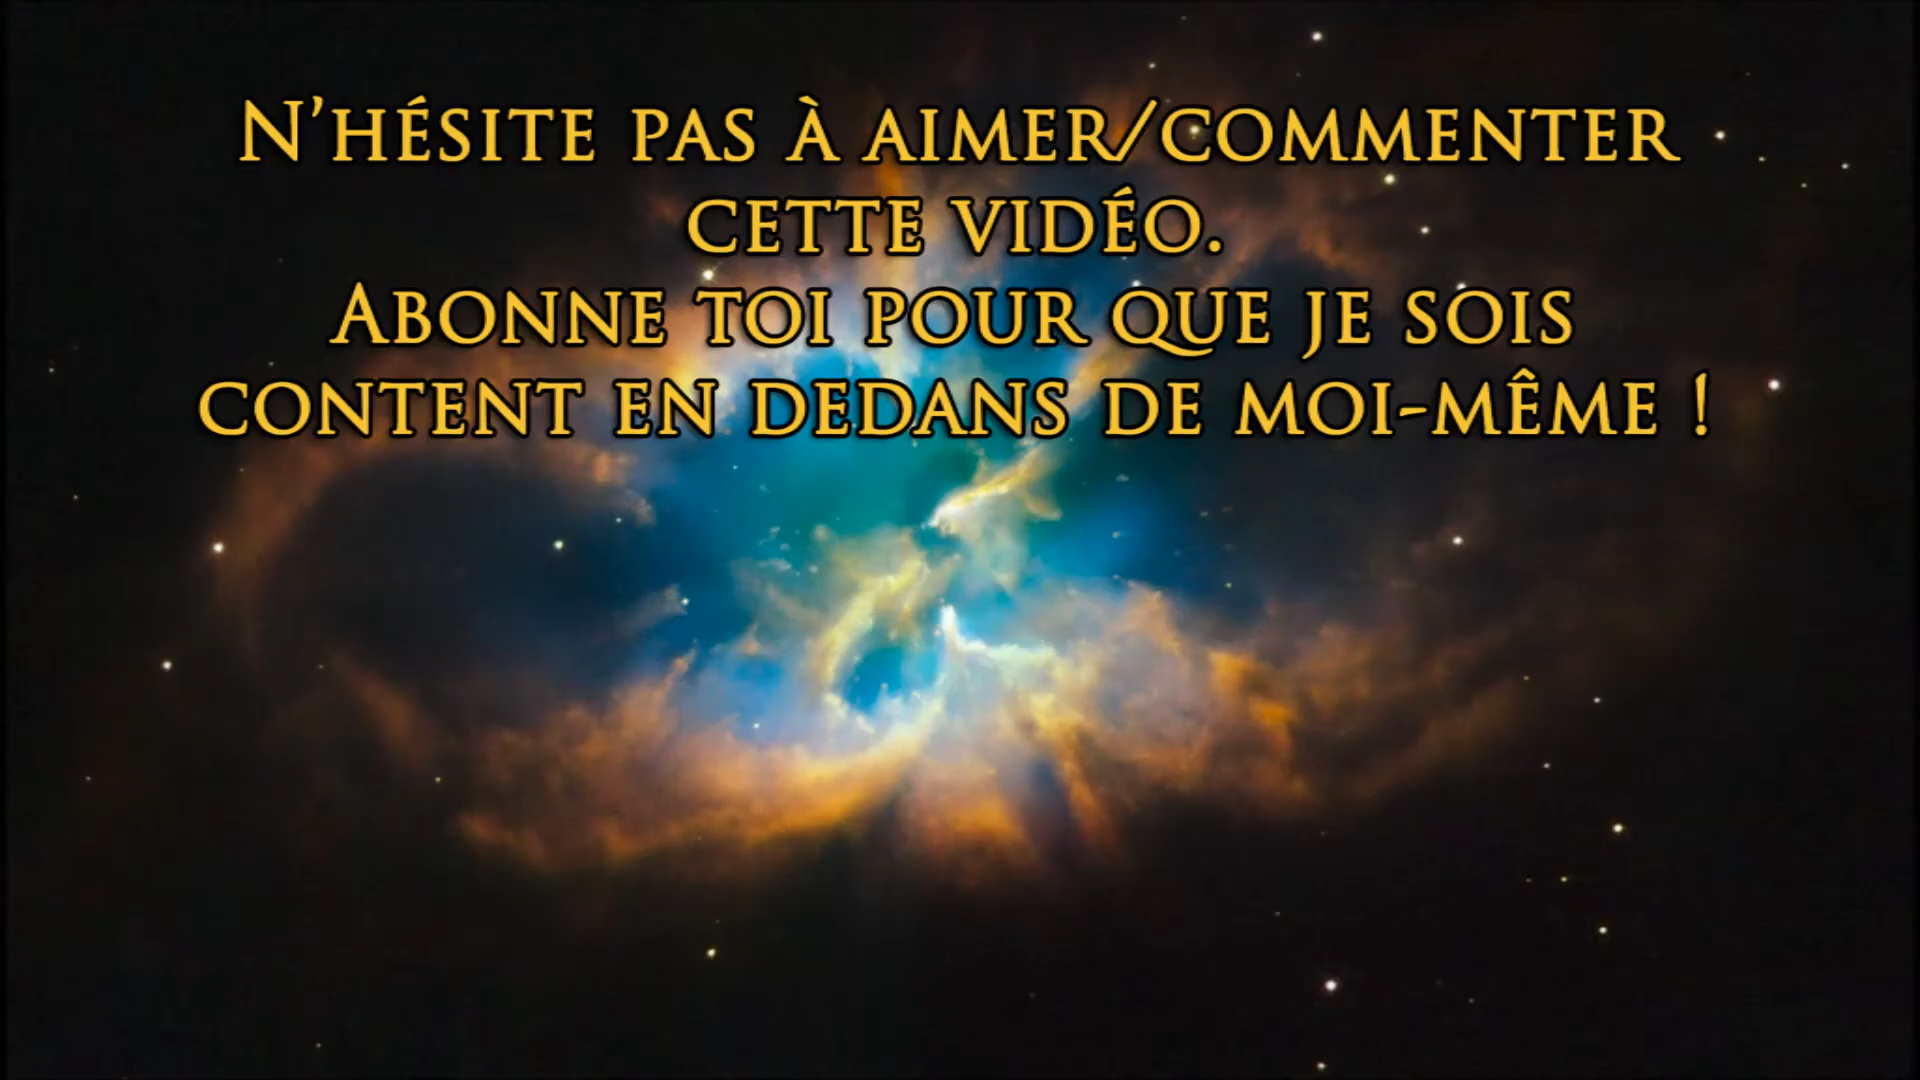 N’hésite pas à aimer/commenter
cette vidéo.
Abonne toi pour que je sois
content en dedans de moi-même !